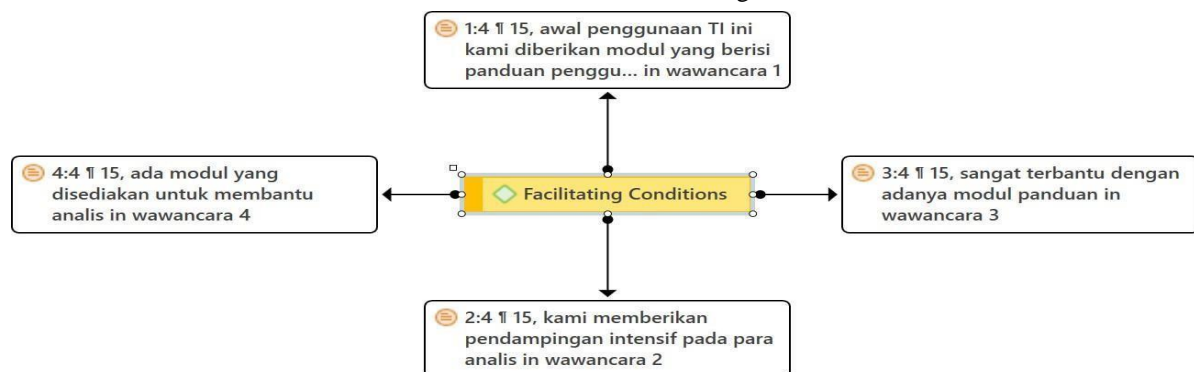 1:4 ¶ 15, awal penggunaan TI ini
kami diberikan modul yang berisi
panduan penggu... in wawancara 1
4:4 ¶ 15, ada modul yang
disediakan untuk membantu
analis in wawancara 4
Facilitating Conditions
3:4 ¶ 15, sangat terbantu dengan
adanya modul panduan in
wawancara 3
2:4 ¶ 15, kami memberikan
pendampingan intensif pada para
analis in wawancara 2